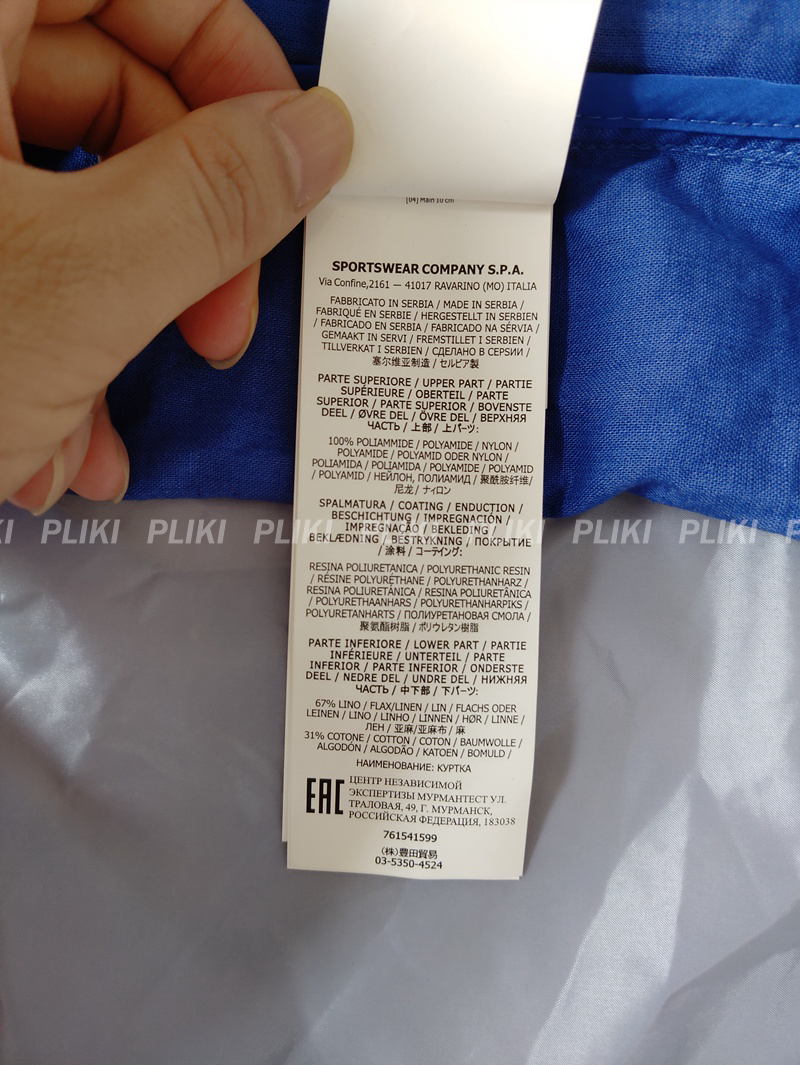 [04] Main 10 cm
SPORTSWEAR COMPANY S.P.A.
Via Confine,2161 — 41017 RAVARINO (MO) ITALIA
FABBRICATO IN SERBIA / MADE IN SERBIA /
FABRIQUÉ EN SERBIE / HERGESTELLT IN SERBIEN
/ FABRICADO EN SERBIA / FABRICADO NA SÉRVIA /
GEMAAKT IN SERVI / FREMSTILLET I SERBIEN /
TILLVERKAT I SERBIEN / СДЕЛАНО В СЕРБИИ /
塞尔维亚制造 / セルビア製
PARTE SUPERIORE / UPPER PART / PARTIE
SUPÉRIEURE / OBERTEIL / PARTE
SUPERIOR / PARTE SUPERIOR / BOVENSTE
DEEL / ØVRE DEL / ÖVRE DEL / ВЕРХНЯЯ
ЧАСТЬ / 上部 / 上パーツ:
100% POLIAMMIDE / POLYAMIDE / NYLON /
POLYAMIDE / POLYAMID ODER NYLON /
POLIAMIDA / POLIAMIDA / POLYAMIDE / POLYAMID
/ POLYAMID / НЕЙЛОН, ПОЛИАМИД / 聚酰胺纤维/
尼龙 / ナイロン
SPALMATURA / COATING / ENDUCTION /
BESCHICHTUNG / IMPREGNACIÓN /
IMPREGNAÇÃO / BEKLEDING /
BEKLÆDNING / BESTRYKNING / ПОКРЫТИЕ
/ 涂料 / コーテイング:
RESINA POLIURETANICA / POLYURETHANIC RESIN
/ RÉSINE POLYURÉTHANE / POLYURETHANHARZ /
RESINA POLIURETÁNICA / RESINA POLIURETÂNICA
/ POLYURETHAANHARS / POLYURETHANHARPIKS /
POLYURETANHARTS / ПОЛИУРЕТАНОВАЯ СМОЛА /
聚氨酯树脂 / ポリウレタン樹脂
PARTE INFERIORE / LOWER PART / PARTIE
INFÉRIEURE / UNTERTEIL / PARTE
INFERIOR / PARTE INFERIOR / ONDERSTE
DEEL / NEDRE DEL / UNDRE DEL / НИЖНЯЯ
ЧАСТЬ / 中下部 / 下パーツ:
67% LINO / FLAX/LINEN / LIN / FLACHS ODER
LEINEN / LINO / LINHO / LINNEN / HØR / LINNE /
ЛЕН / 亚麻/亚麻布 / 麻
31% COTONE / COTTON / COTON / BAUMWOLLE /
ALGODÓN / ALGODÃO / KATOEN / BOMULD /
НАИМЕНОВАНИЕ: КУРТКА
EAC
ЦЕНТР НЕЗАВИСИМОЙ
ЭКСПЕРТИЗЫ МУРМАНТЕСТ УЛ.
ТРАЛОВАЯ, 49, Г. МУРМАНСК,
РОССИЙСКАЯ ФЕДЕРАЦИЯ, 183038
761541599
(株)豊田貿易
03-5350-4524
PLIKI PLIKI PLIKI PLIKI PLIKI PLIKI PLIKI